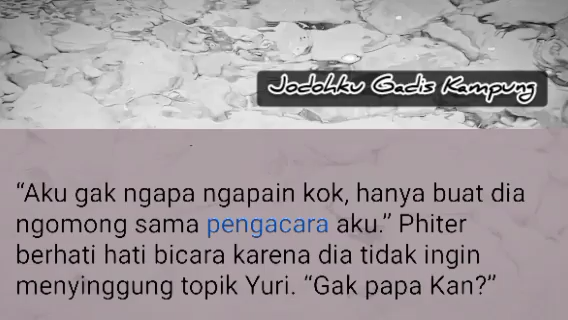 Jodohku Gadis Kampung
“Aku gak ngapa ngapain kok, hanya buat dia
ngomong sama pengacara aku.” Phiter
berhati hati bicara karena dia tidak ingin
menyinggung topik Yuri. “Gak papa Kan?”